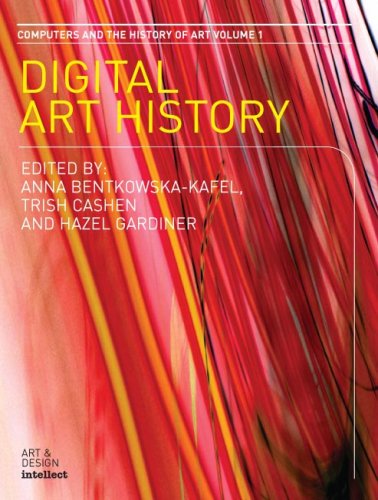 COMPUTERS AND THE HISTORY OF ART VOLUME 1
DIGITAL
ART HISTORY
EDITED BY:
ANNA BENTKOWSKA-KAFEL,
TRISH CASHEN
AND HAZEL GARDINER
ART &
DESIGN
intellect